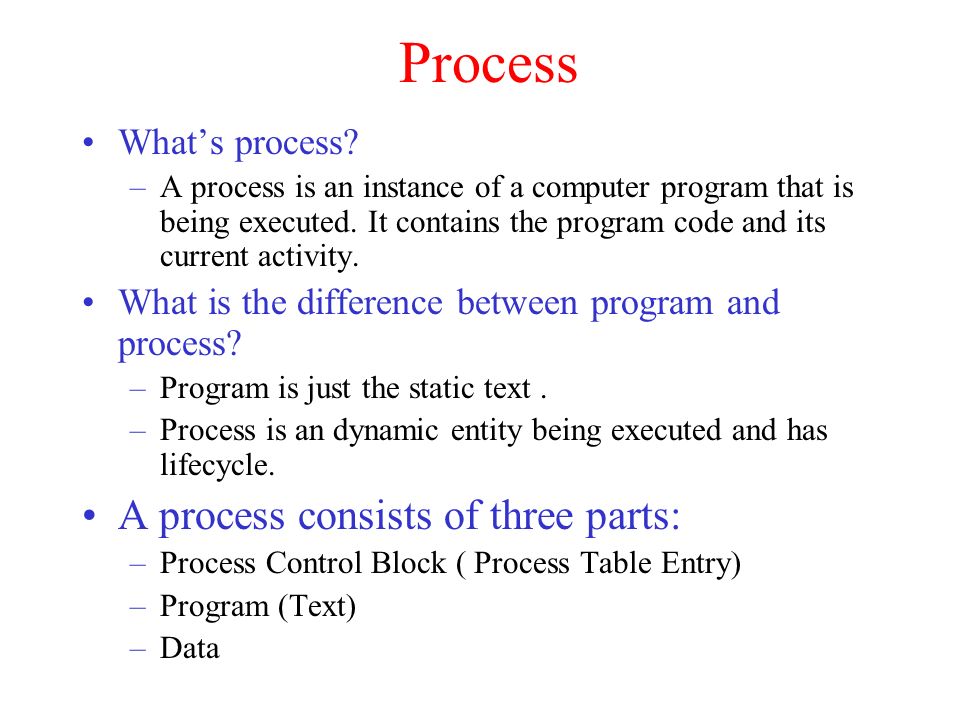 Process
• What’s process?
– A process is an instance of a computer program that is
being executed. It contains the program code and its
current activity.
• What is the difference between program and
process?
– Program is just the static text .
– Process is an dynamic entity being executed and has
lifecycle.
• A process consists of three parts:
– Process Control Block ( Process Table Entry)
– Program (Text)
– Data